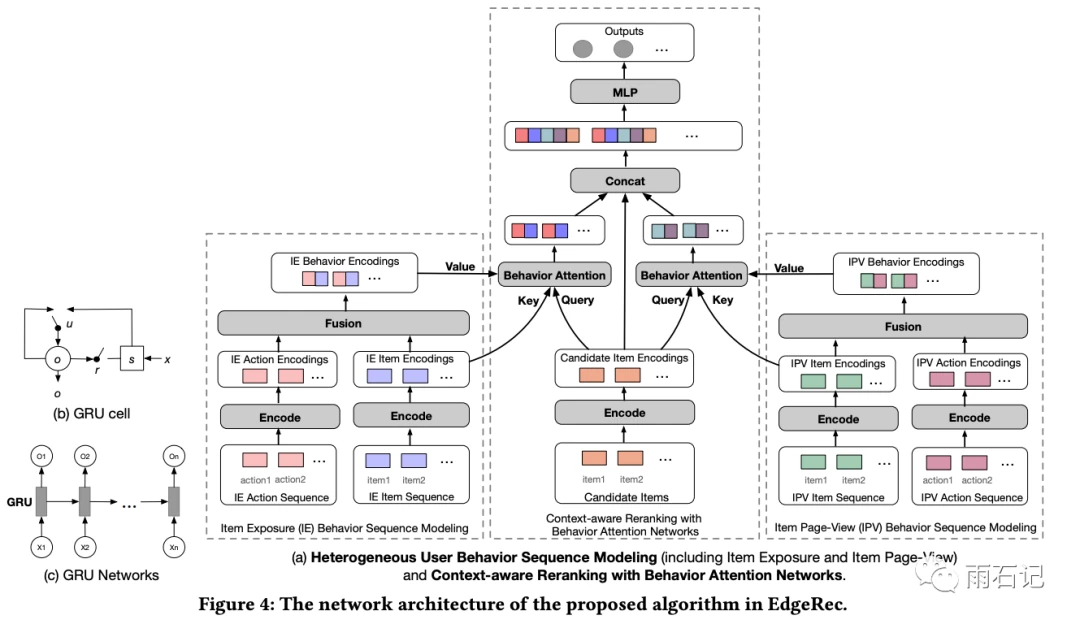 Outputs
...
MLP
...
Concat
... ...
IE Behavior Encodings
...
Value
Behavior Attention
Behavior Attention
Value
IPV Behavior Encodings
...
Key
Query
Query
Key
Fusion
Fusion
IE Action Encodings
...
IE Item Encodings
...
Candidate Item Encodings
...
IPV Item Encodings
...
IPV Action Encodings
...
Encode
Encode
Encode
Encode
Encode
...
action1 action2
IE Action Sequence
...
item1 item2
IE Item Sequence
...
item1 item2
Candidate Items
...
item1 item2
IPV Item Sequence
...
action1 action2
IPV Action Sequence
Item Exposure (IE) Behavior Sequence Modeling
Context-aware Reranking with
Behavior Attention Networks
Item Page-View (IPV) Behavior Sequence Modeling
u
o
r
s
x
o
(b) GRU cell
O1 O2 On
GRU
...
X1 X2 Xn
(c) GRU Networks
(a) Heterogeneous User Behavior Sequence Modeling (including Item Exposure and Item Page-View)
and Context-aware Reranking with Behavior Attention Networks.
雨石记
Figure 4: The network architecture of the proposed algorithm in EdgeRec.